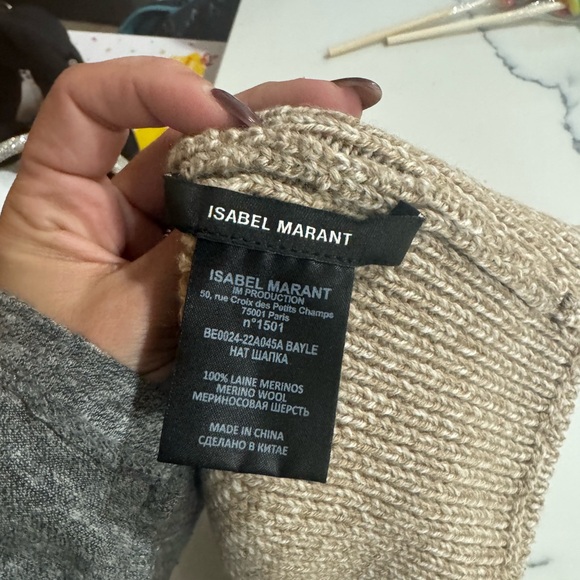 ISABEL MARANT
ISABEL MARANT
IM PRODUCTION
50, rue Croix des Petits Champs
75001 Paris
n°1501
BE0024-22A045A BAYLE
HAT ШАПКА
100% LAINE MERINOS
MERINO WOOL
МЕРИНОСОВАЯ ШЕРСТЬ
MADE IN CHINA
СДЕЛАНО В КИТАЕ